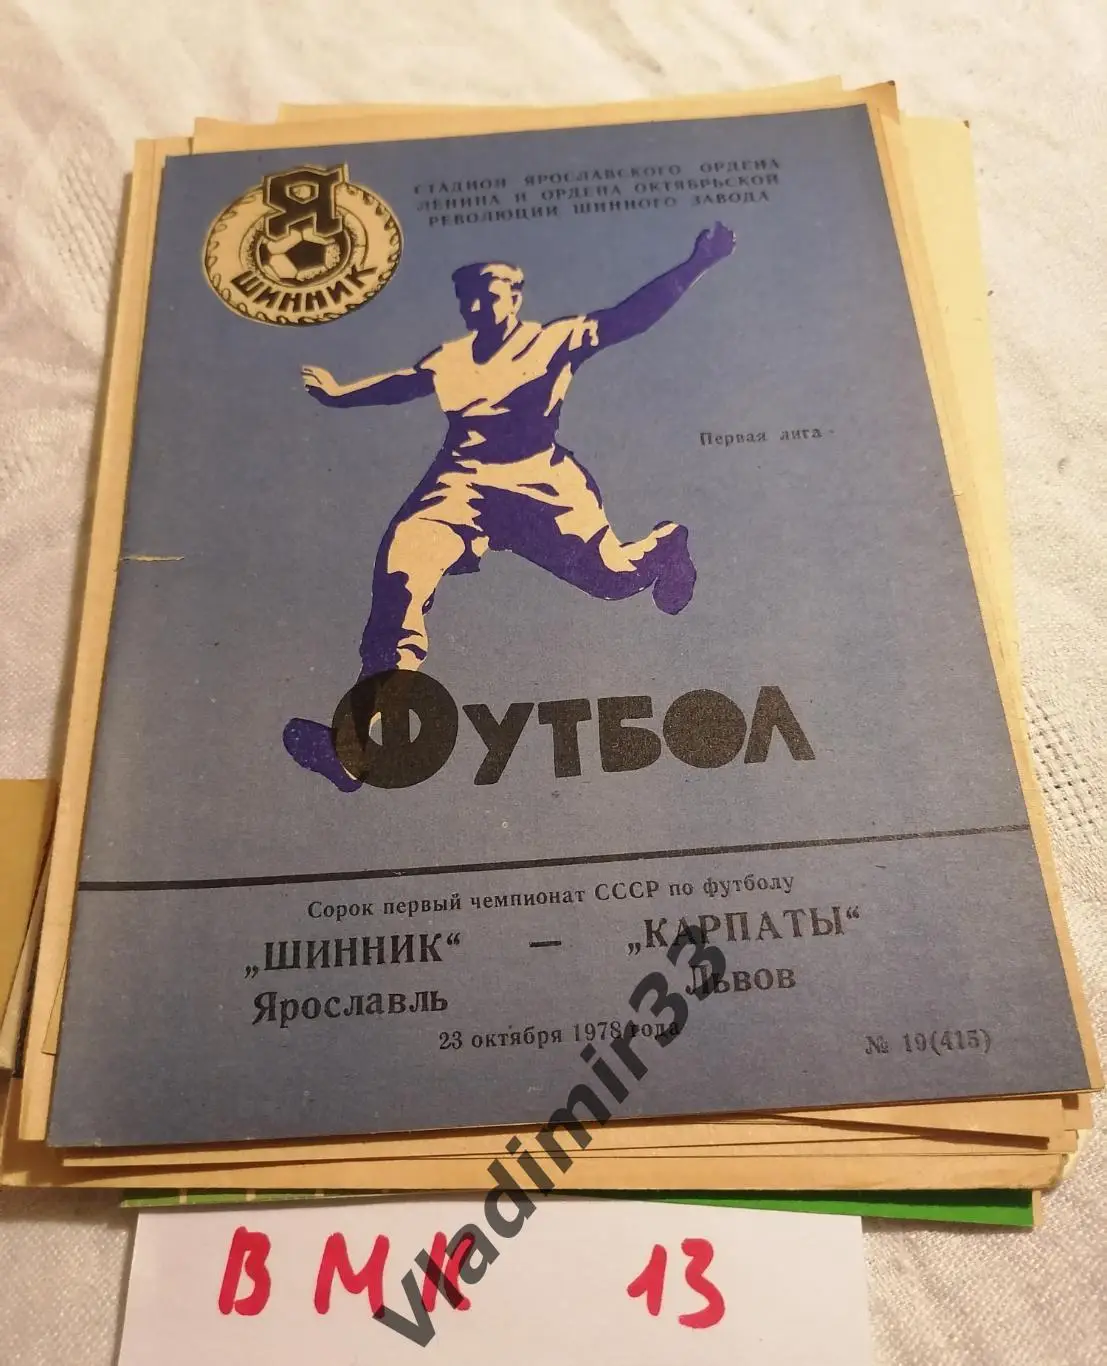 Я
ШИННИК
СТАДИОН ЯРОСЛАВСКОГО ОРДЕНА
ЛЕНИНА И ОРДЕНА ОКТЯБРЬСКОЙ
РЕВОЛЮЦИИ ШИННОГО ЗАВОДА
Первая лига
ФУТБОЛ
Сорок первый чемпионат СССР по футболу
„ШИННИК“ — „КАРПАТЫ“
Ярославль Львов
23 октября 1978 года
№ 19(415)
ВМК 13
Vladimir33